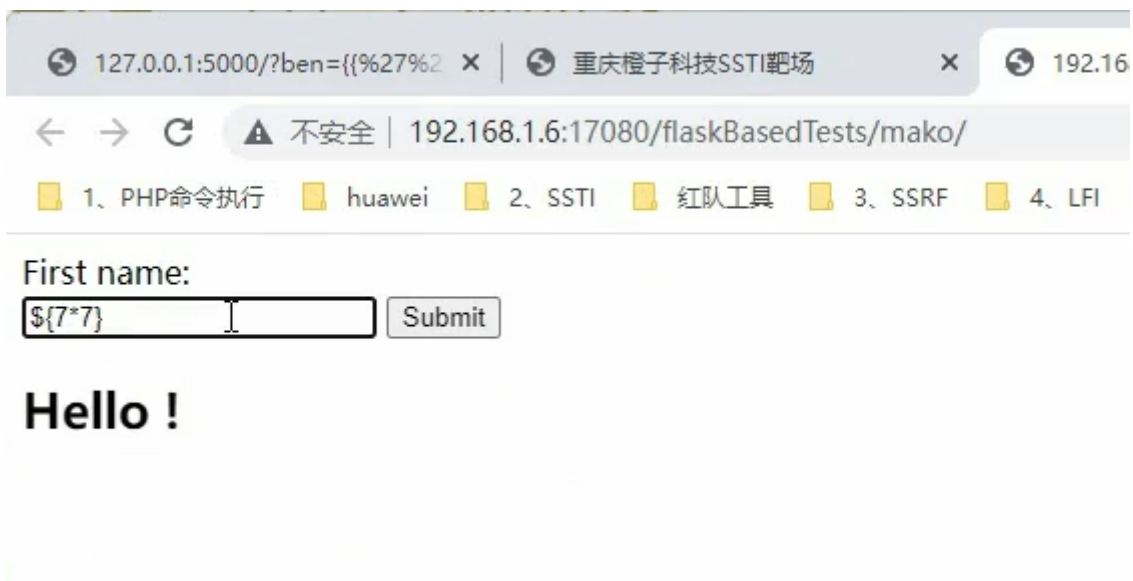 127.0.0.1:5000/?ben={{%27%2
重庆橙子科技SSTI靶场
192.16
不安全 | 192.168.1.6:17080/flaskBasedTests/mako/
1、PHP命令执行 huawei 2、SSTI 红队工具 3、SSRF 4、LFI
First name:
${7*7} Submit
Hello !